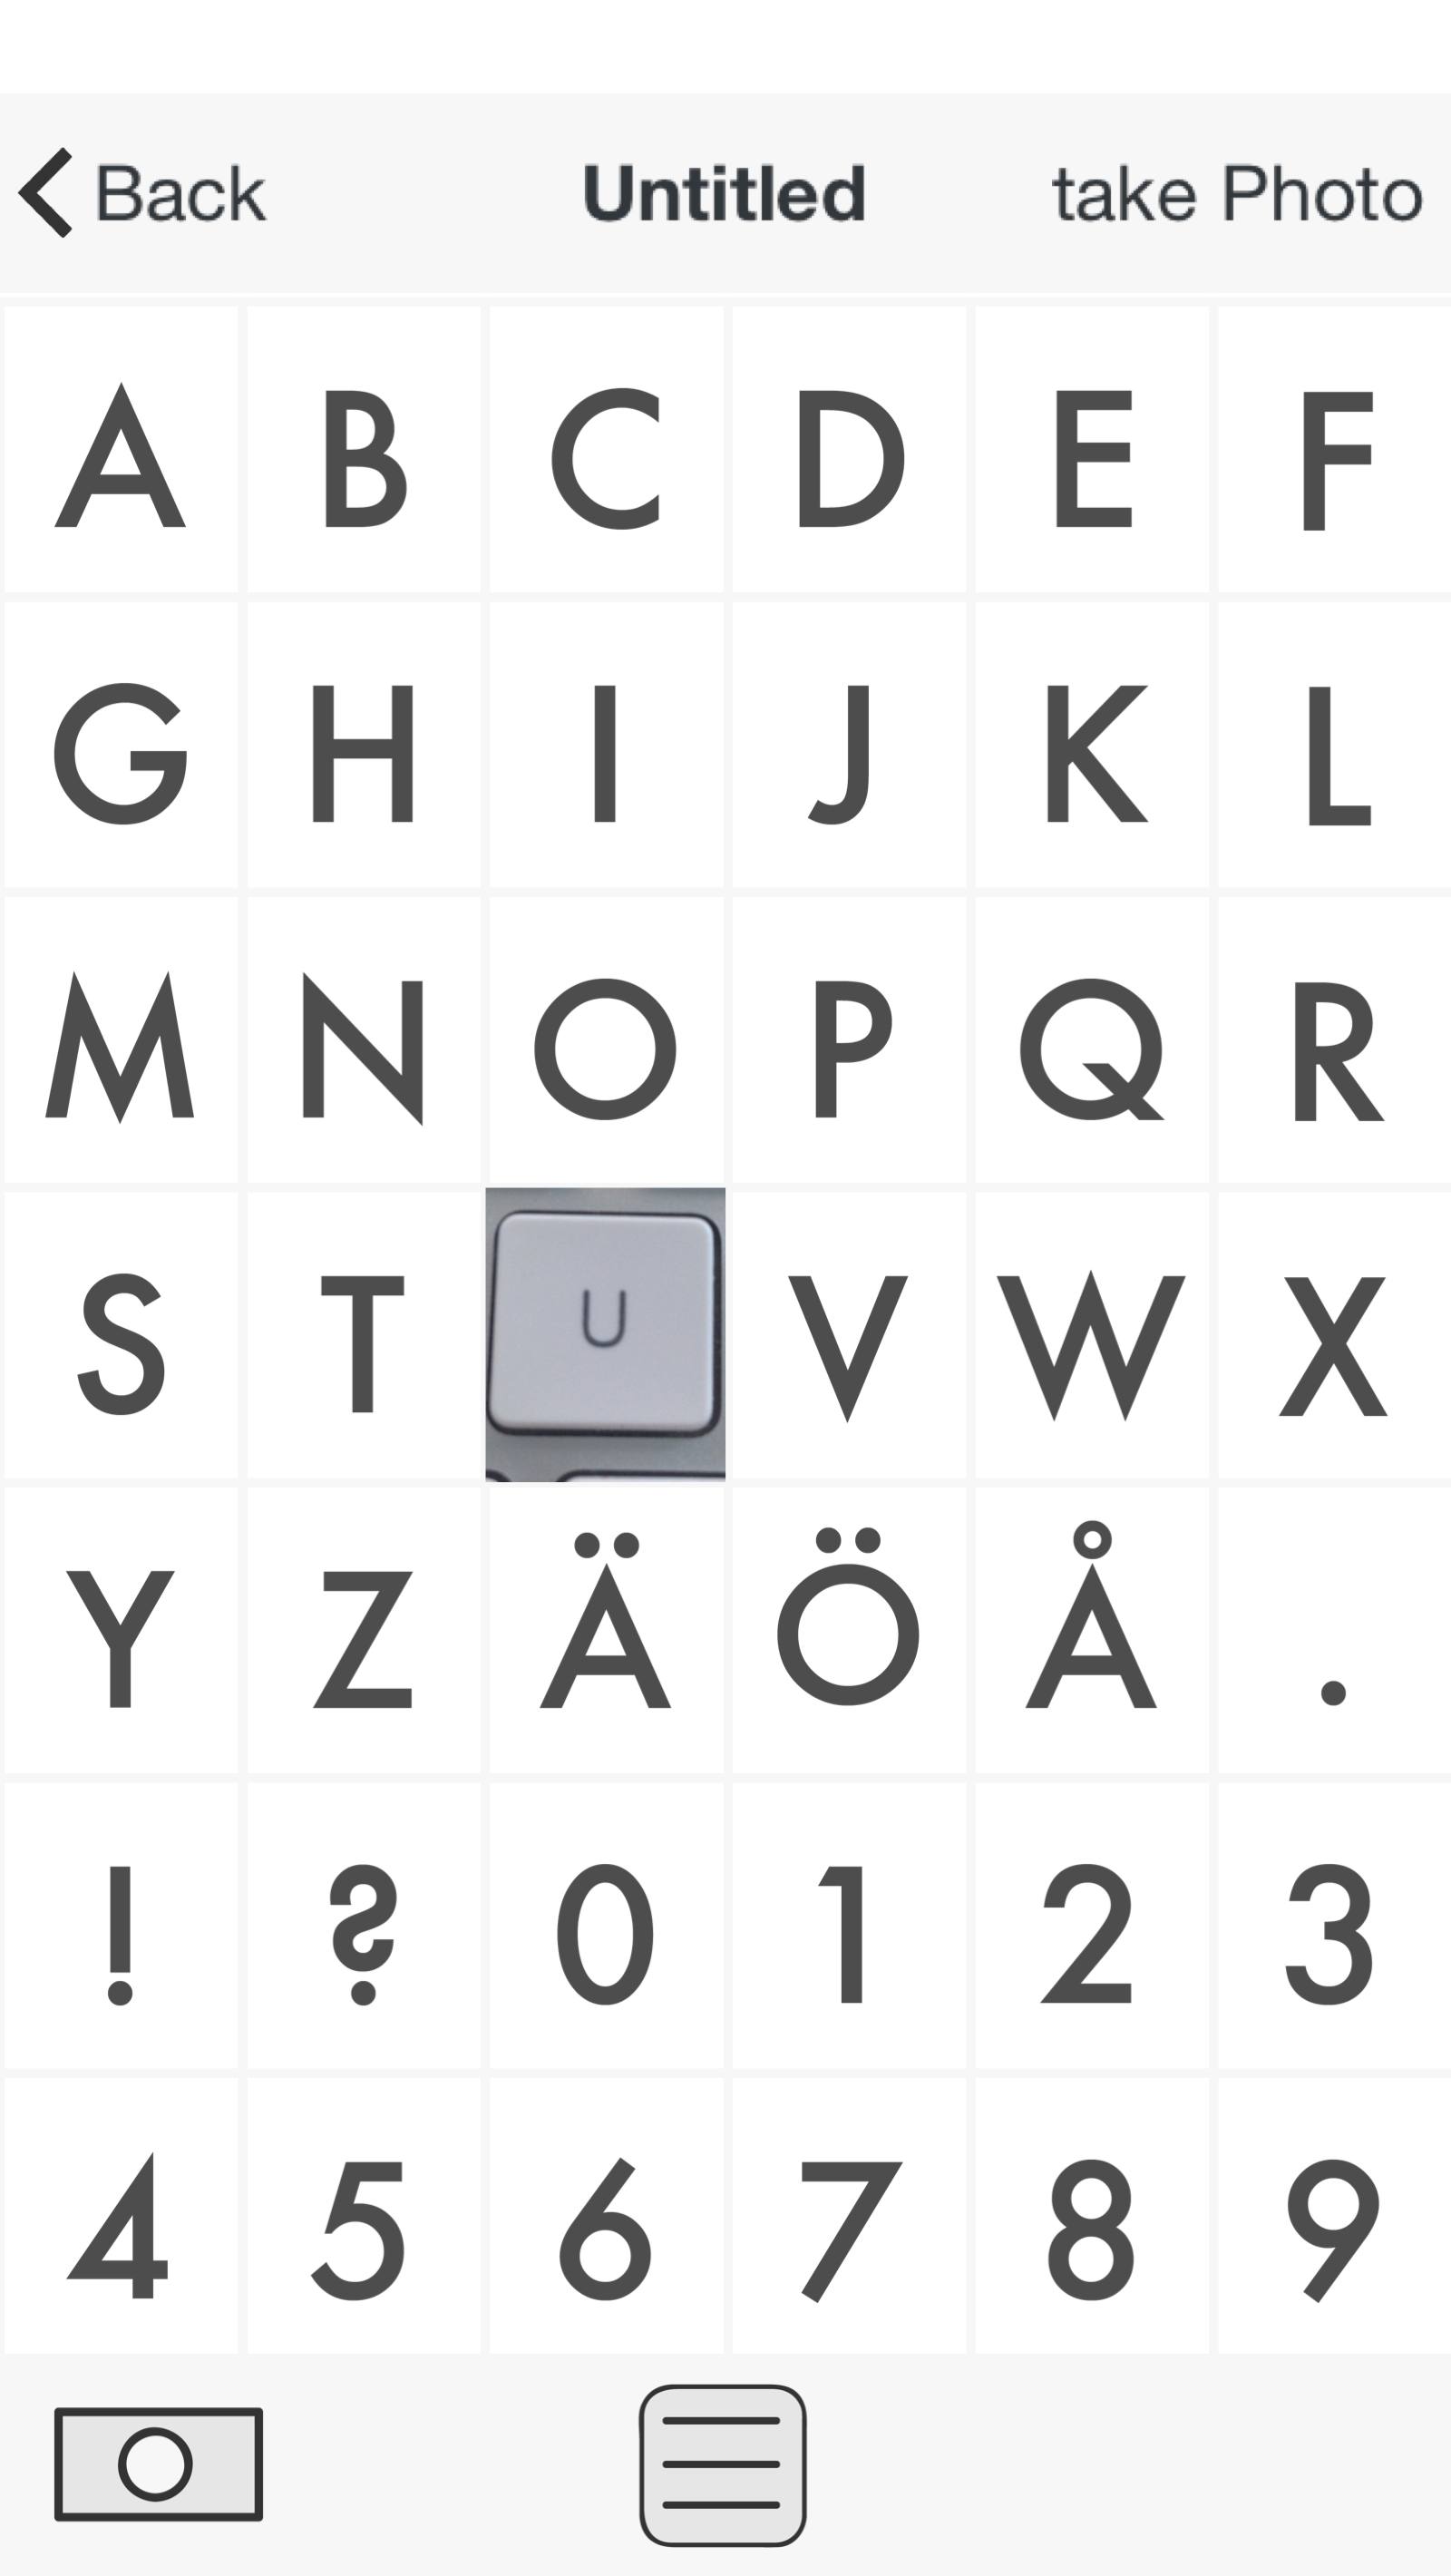 Back Untitled take Photo
A B C D E F
G H I J K L
M N O P Q R
S T U V W X
Y Z Ä Ö Å .
! ? 0 1 2 3
4 5 6 7 8 9